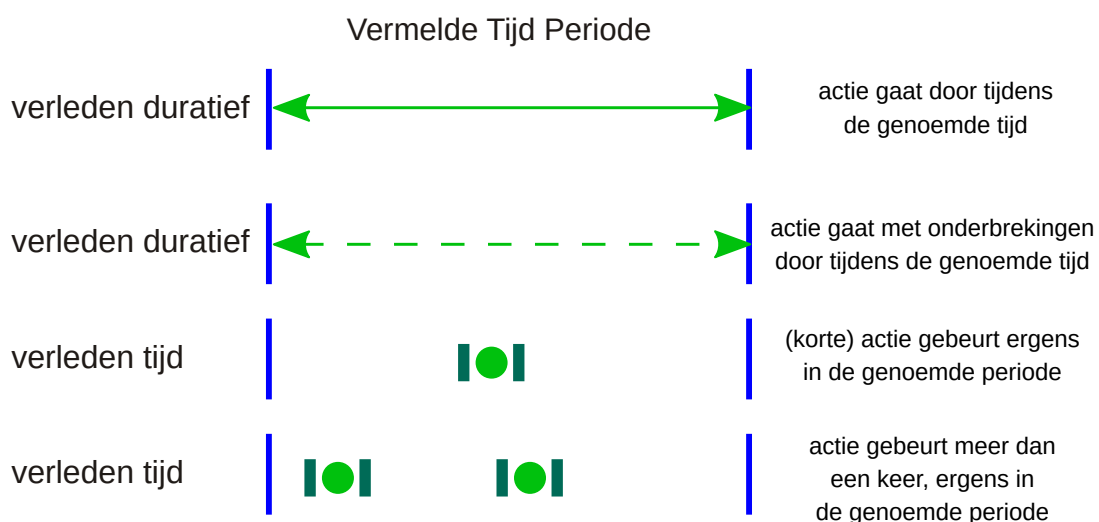 Vermelde Tijd Periode
verleden duratief
actie gaat door tijdens
de genoemde tijd
verleden duratief
actie gaat met onderbrekingen
door tijdens de genoemde tijd
verleden tijd
(korte) actie gebeurt ergens
in de genoemde periode
verleden tijd
actie gebeurt meer dan
een keer, ergens in
de genoemde periode